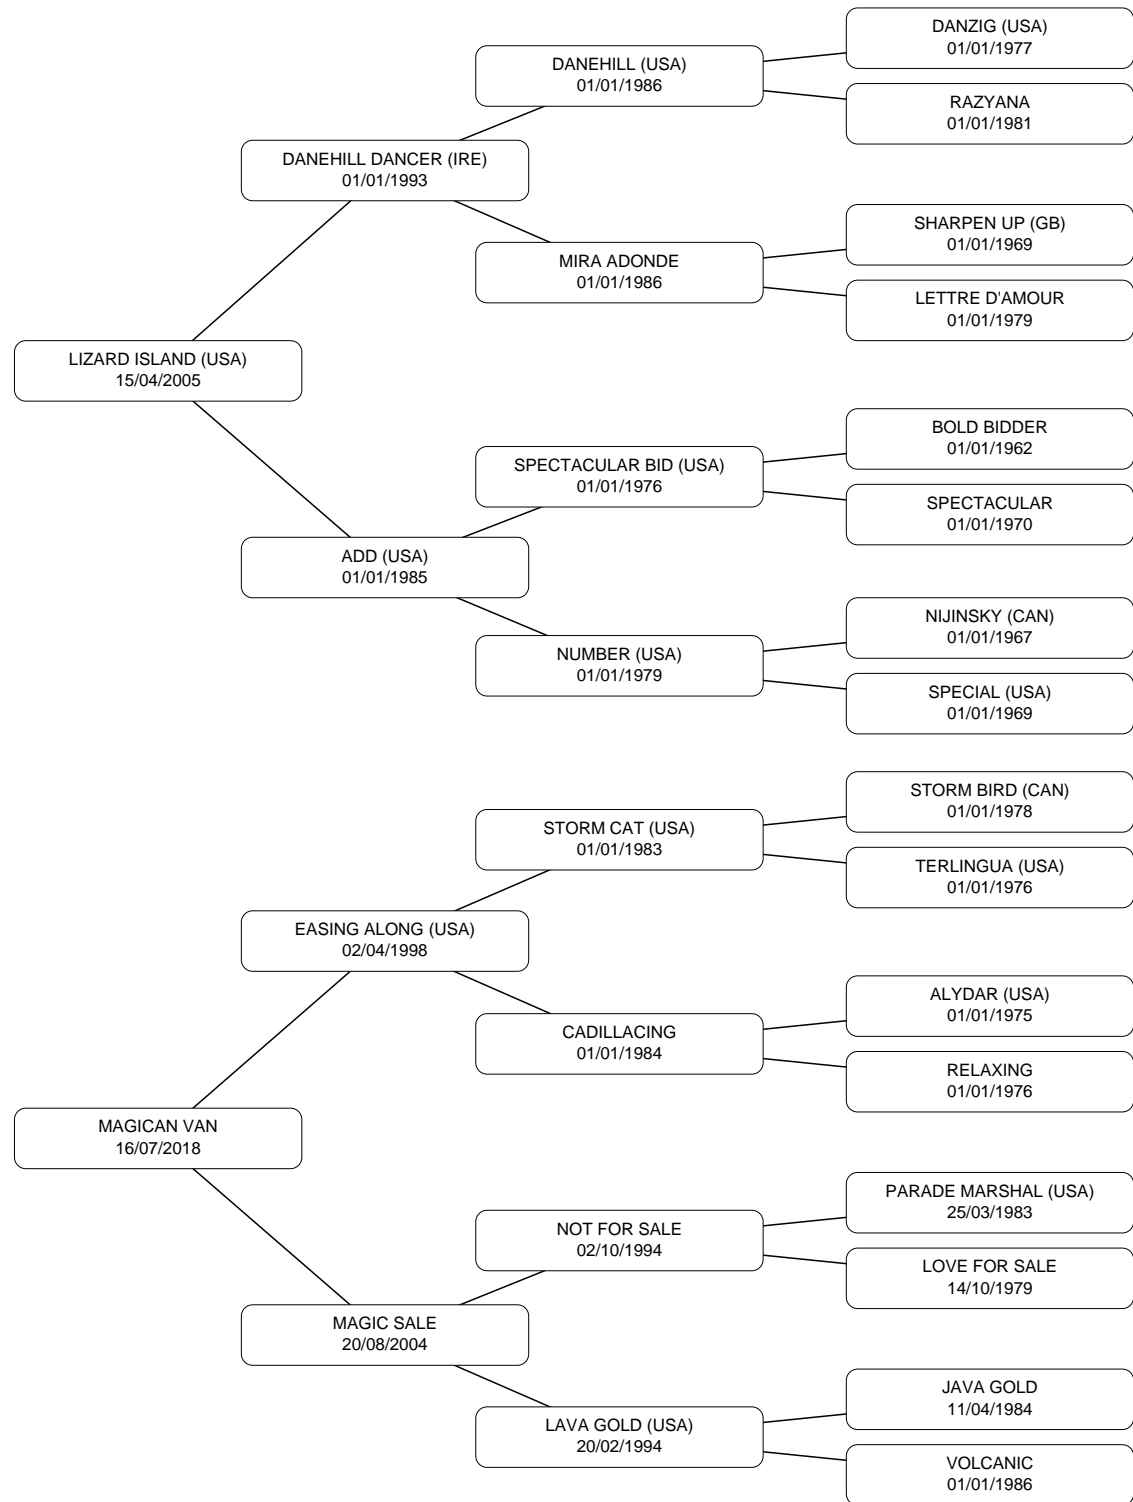 DANZIG (USA)
01/01/1977
DANEHILL (USA)
01/01/1986
RAZYANA
01/01/1981
DANEHILL DANCER (IRE)
01/01/1993
SHARPEN UP (GB)
01/01/1969
MIRA ADONDE
01/01/1986
LETTRE D'AMOUR
01/01/1979
LIZARD ISLAND (USA)
15/04/2005
BOLD BIDDER
01/01/1962
SPECTACULAR BID (USA)
01/01/1976
SPECTACULAR
01/01/1970
ADD (USA)
01/01/1985
NIJINSKY (CAN)
01/01/1967
NUMBER (USA)
01/01/1979
SPECIAL (USA)
01/01/1969
STORM BIRD (CAN)
01/01/1978
STORM CAT (USA)
01/01/1983
TERLINGUA (USA)
01/01/1976
EASING ALONG (USA)
02/04/1998
ALYDAR (USA)
01/01/1975
CADILLACING
01/01/1984
RELAXING
01/01/1976
MAGICAN VAN
16/07/2018
PARADE MARSHAL (USA)
25/03/1983
NOT FOR SALE
02/10/1994
LOVE FOR SALE
14/10/1979
MAGIC SALE
20/08/2004
JAVA GOLD
11/04/1984
LAVA GOLD (USA)
20/02/1994
VOLCANIC
01/01/1986